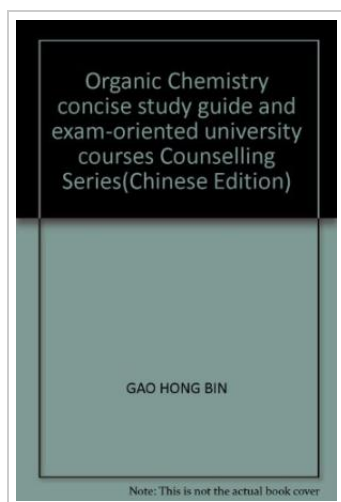 Organic Chemistry
concise study guide and
exam-oriented university
courses Counselling
Series(Chinese Edition)
GAO HONG BIN
Note: This is not the actual book cover